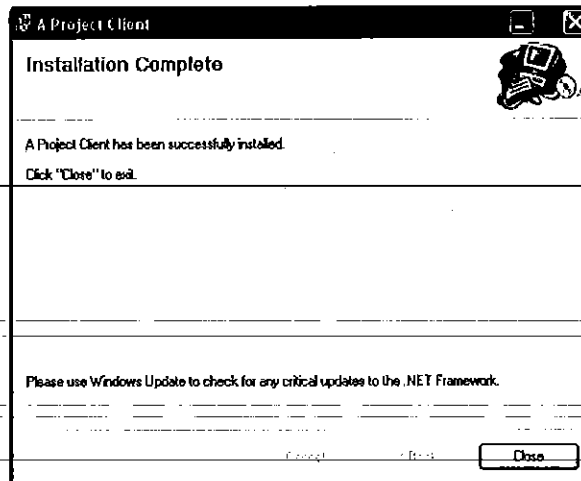 A Project Client
Installation Complete
A Project Client has been successfully installed.
Click "Close" to exit.
Please use Windows Update to check for any critical updates to the .NET Framework.
Cancel
Close